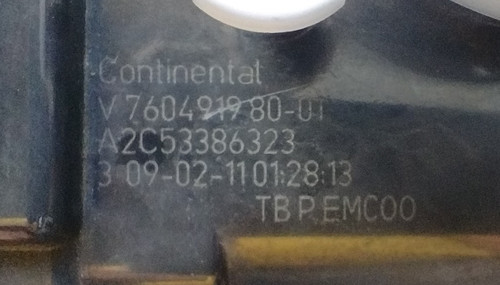 Continental
V 7604919 80-01
A2C53386323
3 09-02-11 01:28:13
TB P, EMC00